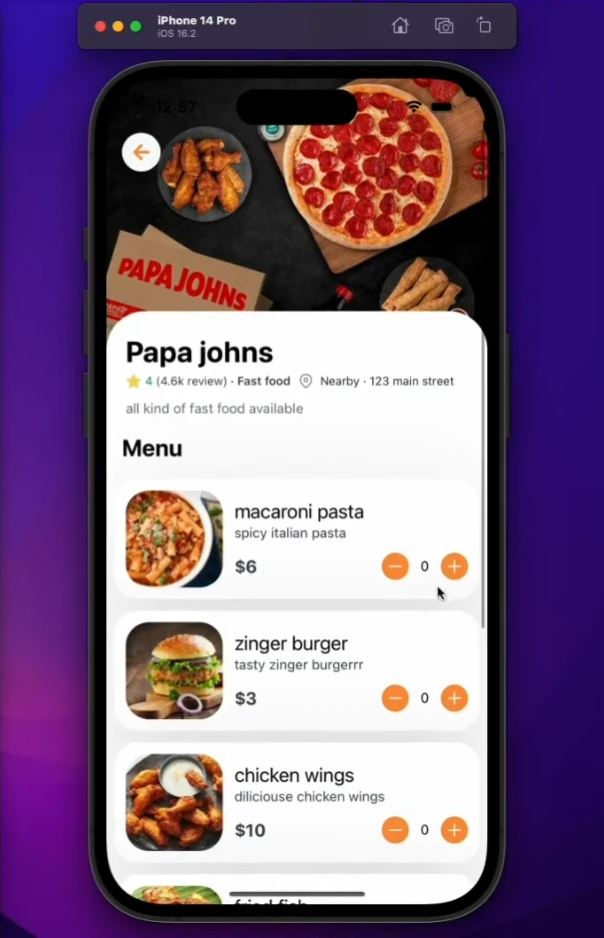 iPhone 14 Pro
iOS 16.2
12:57
PAPA JOHNS
Papa johns
4 (4.6k review) · Fast food Nearby · 123 main street
all kind of fast food available
Menu
macaroni pasta
spicy italian pasta
$6
0
zinger burger
tasty zinger burgerrr
$3
0
chicken wings
diliciouse chicken wings
$10
0
fried fish